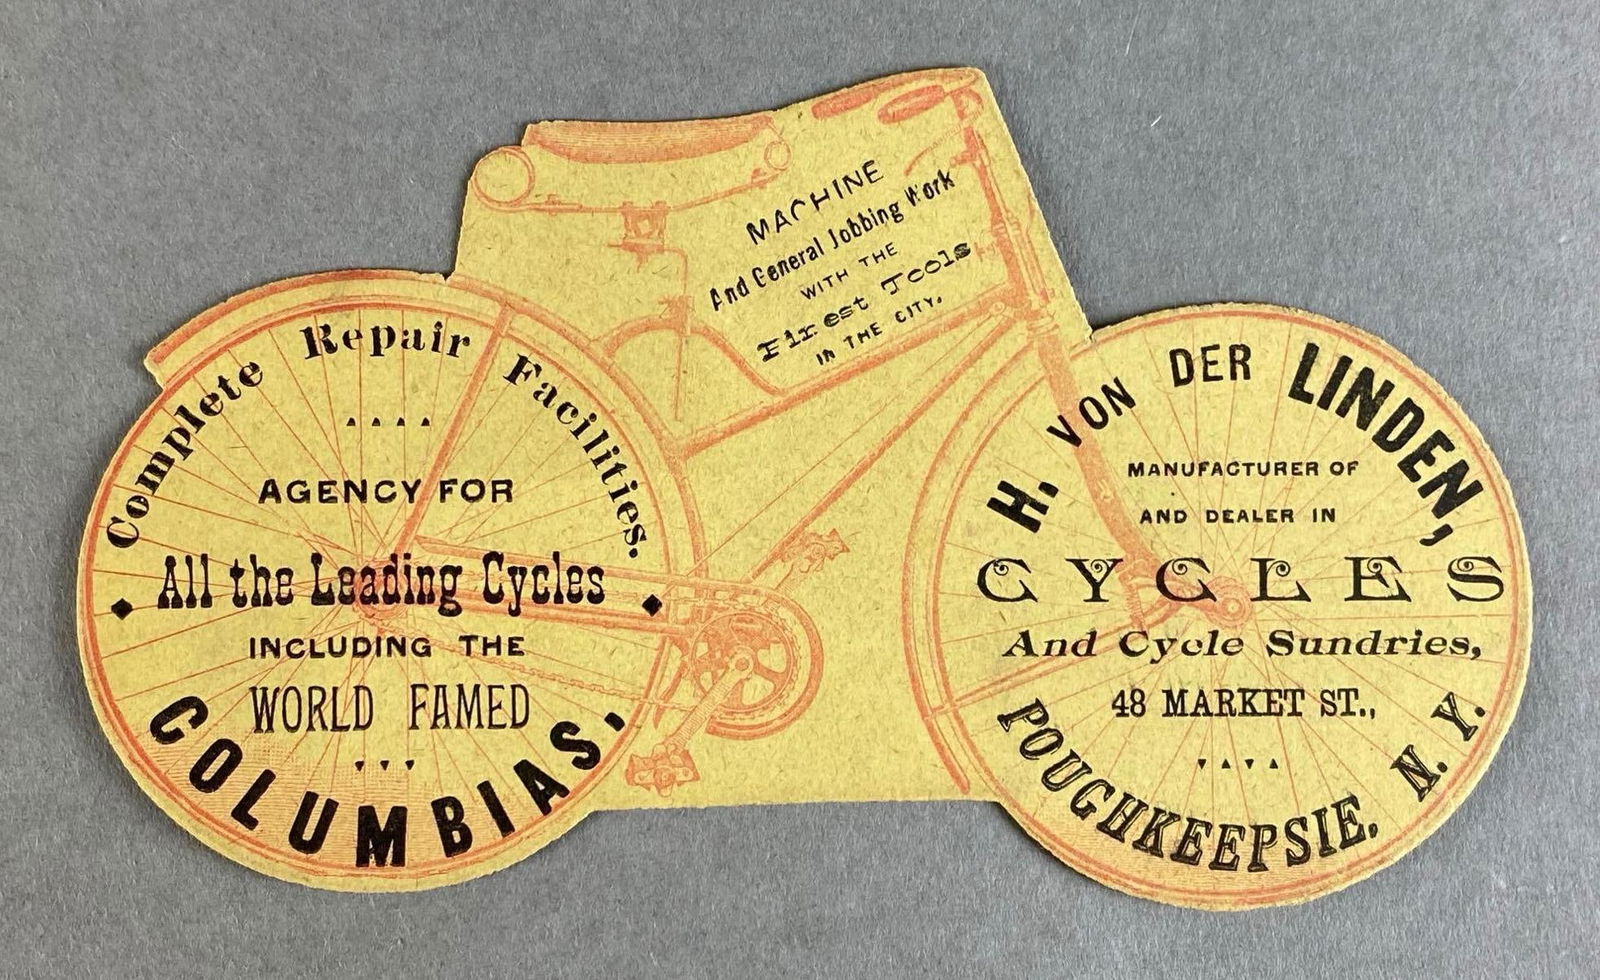 Complete Repair Facilities.
AGENCY FOR
All the Leading Cycles
INCLUDING THE
WORLD FAMED
COLUMBIAS.
MACHINE
And General Jobbing Work
WITH THE
Finest Tools
IN THE CITY.
H. VON DER LINDEN,
MANUFACTURER OF
AND DEALER IN
CYCLES
And Cycle Sundries,
48 MARKET ST.,
POUGHKEEPSIE. N. Y.